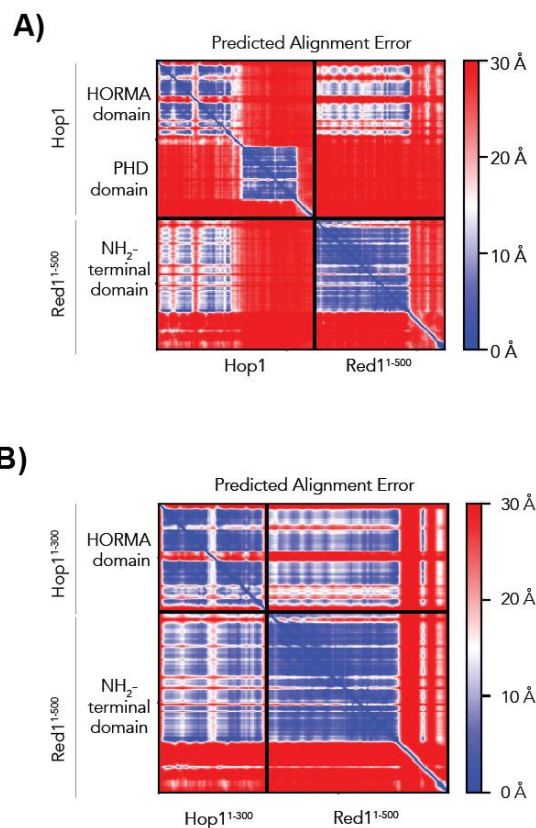 A)
Predicted Alignment Error
Hop1
HORMA
domain
PHD
domain
Red1¹⁻⁵⁰⁰
NH₂-
terminal
domain
30 Å
20 Å
10 Å
0 Å
Hop1
Red1¹⁻⁵⁰⁰
B)
Predicted Alignment Error
Hop1¹⁻³⁰⁰
HORMA
domain
Red1¹⁻⁵⁰⁰
NH₂-
terminal
domain
30 Å
20 Å
10 Å
0 Å
Hop1¹⁻³⁰⁰
Red1¹⁻⁵⁰⁰